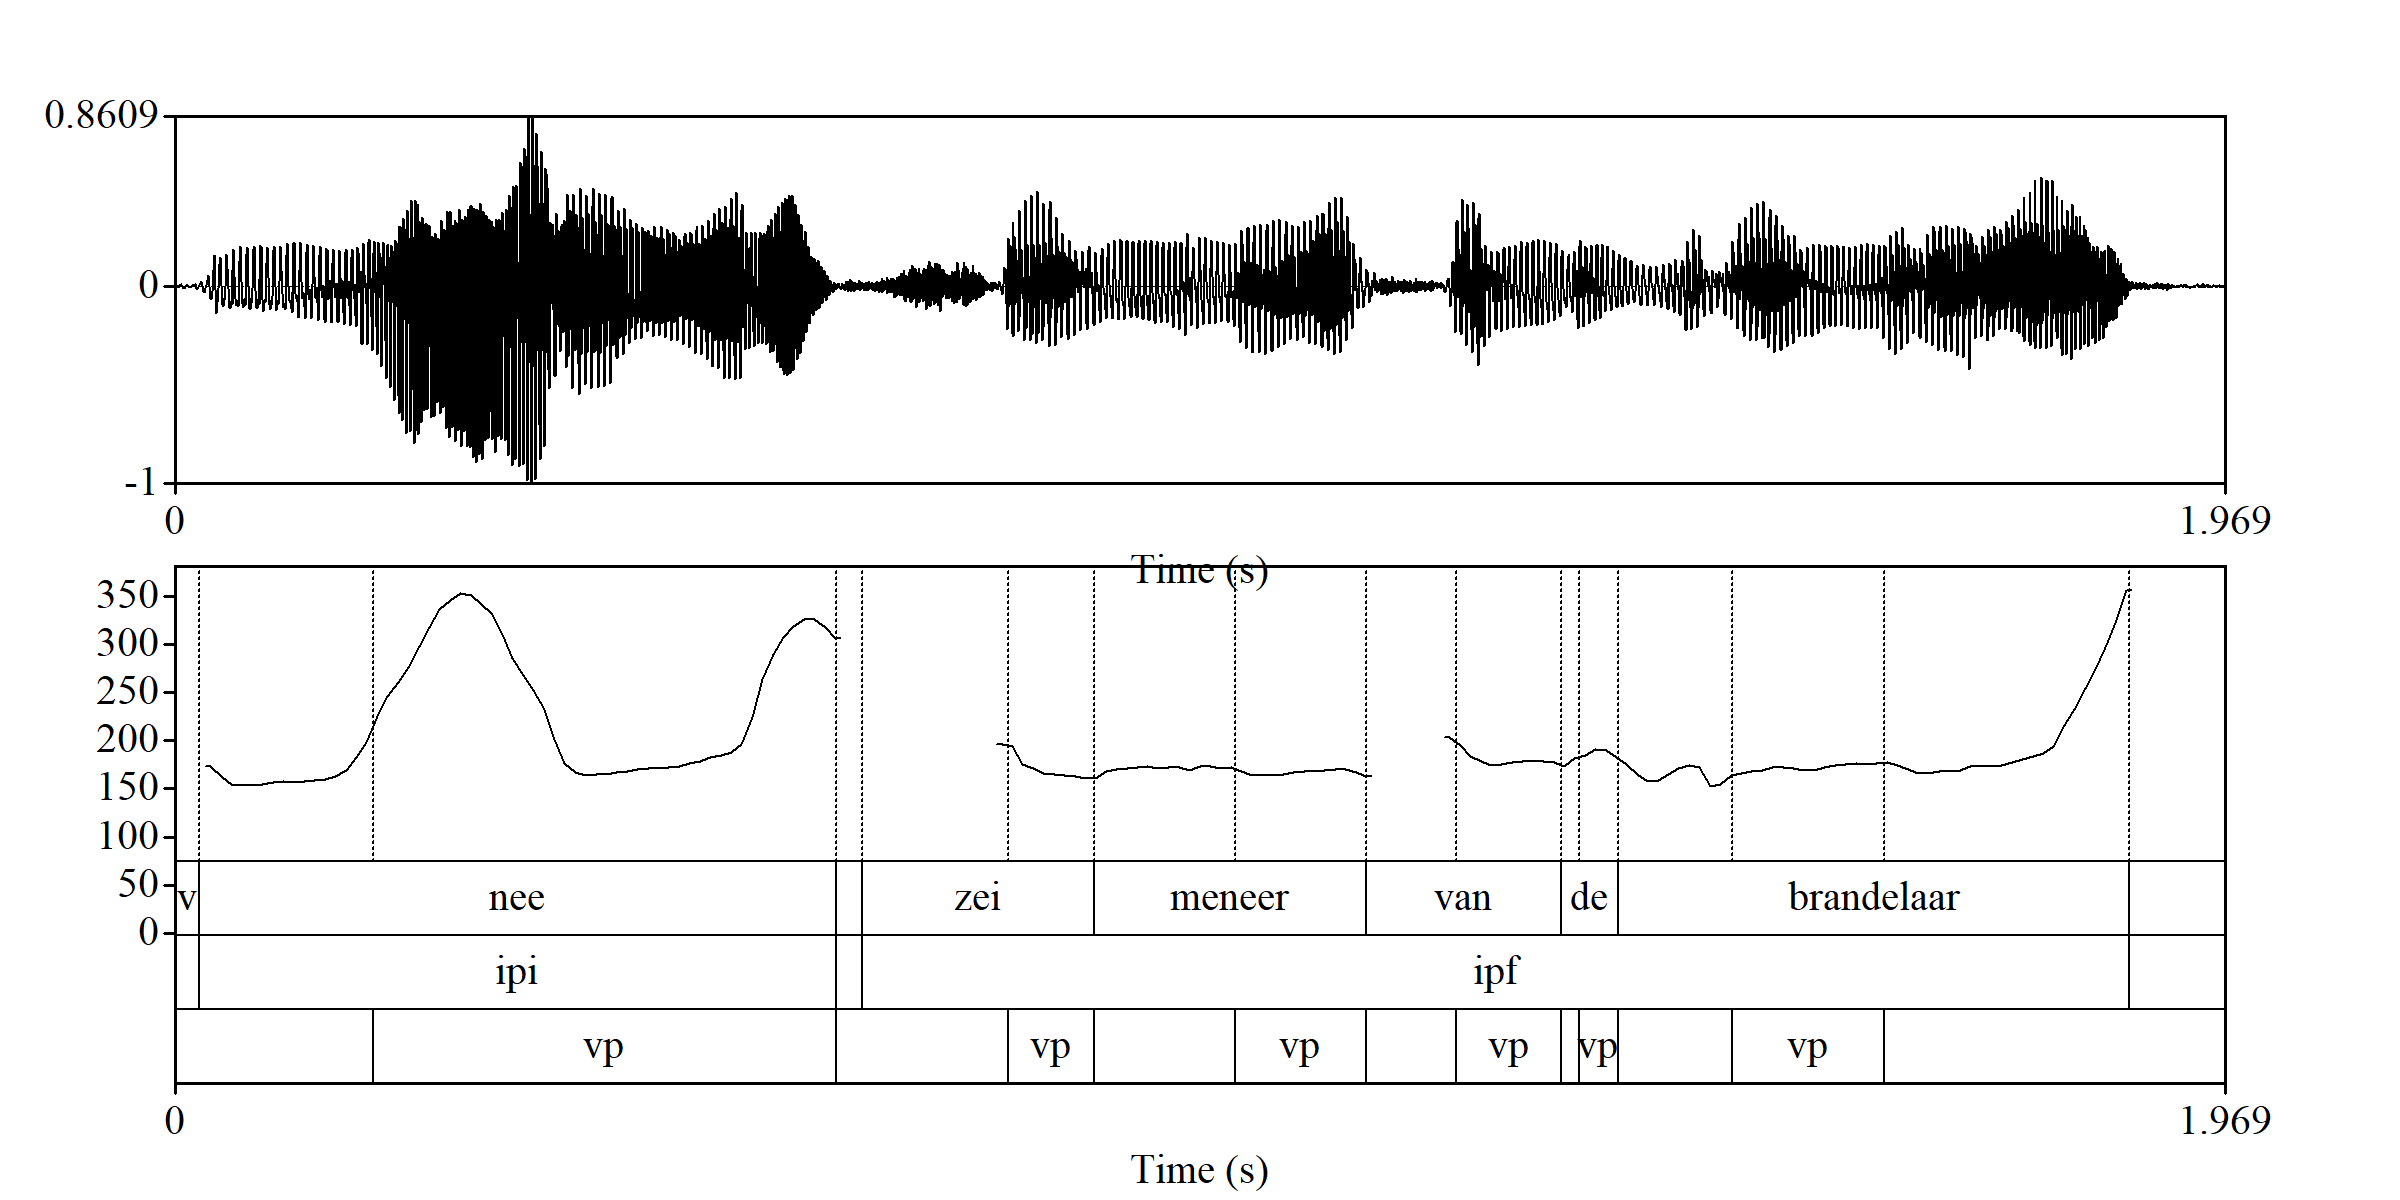 0.8609
0
-1
0 1.969
Time (s)
350
300
250
200
150
100
50
0
v nee zei meneer van de brandelaar
ipi ipf
vp vp vp vp vp vp
0 1.969
Time (s)